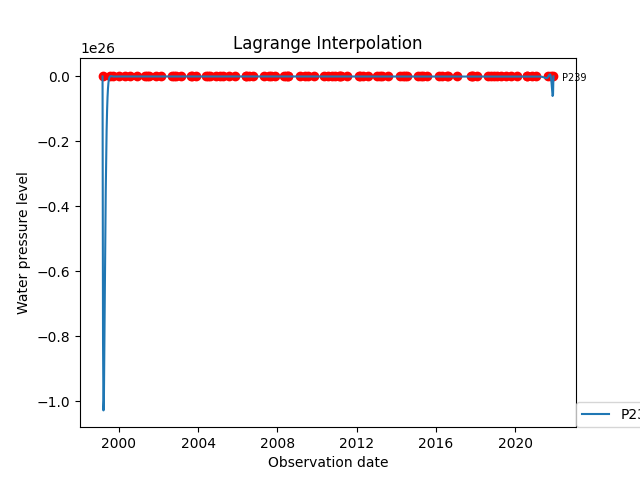 Lagrange Interpolation
1e26
0.0
−0.2
−0.4
−0.6
−0.8
−1.0
Water pressure level
P239
2000
2004
2008
2012
2016
2020
Observation date